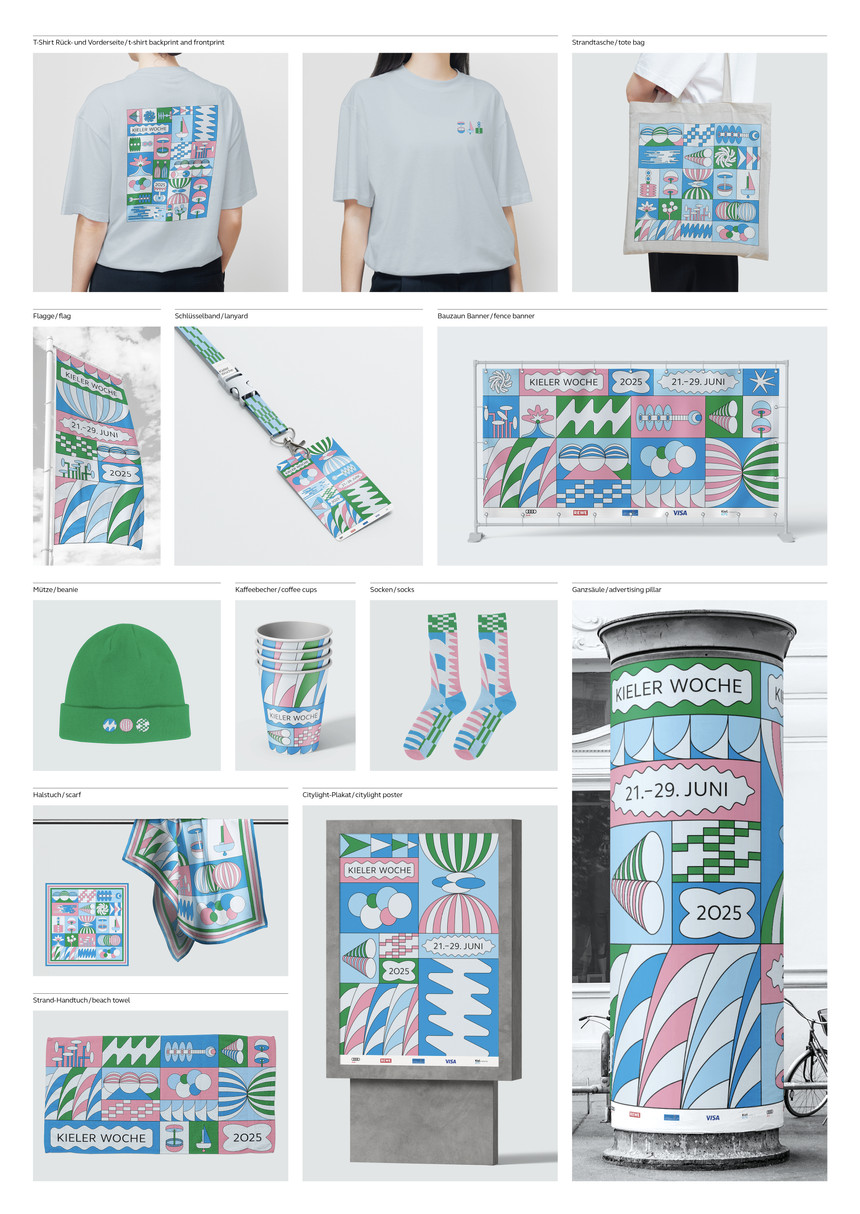 T-Shirt Rück- und Vorderseite / t-shirt backprint and frontprint
Strandtasche / tote bag
KIELER WOCHE
2025
Flagge / flag
Schlüsselband / lanyard
Bauzaun Banner / fence banner
KIELER WOCHE
21.–29. JUNI
2025
KIELER WOCHE
KIELER WOCHE
2025
21.–29. JUNI
REWE
VISA
Mütze / beanie
Kaffeebecher / coffee cups
Socken / socks
Ganzsäule / advertising pillar
KIELER WOCHE
KIELER WOCHE
KI
21.–29. JUNI
2025
REWE
VISA
Halstuch / scarf
Citylight-Plakat / citylight poster
KIELER WOCHE
21.–29. JUNI
2025
REWE
VISA
Strand-Handtuch / beach towel
KIELER WOCHE
2025